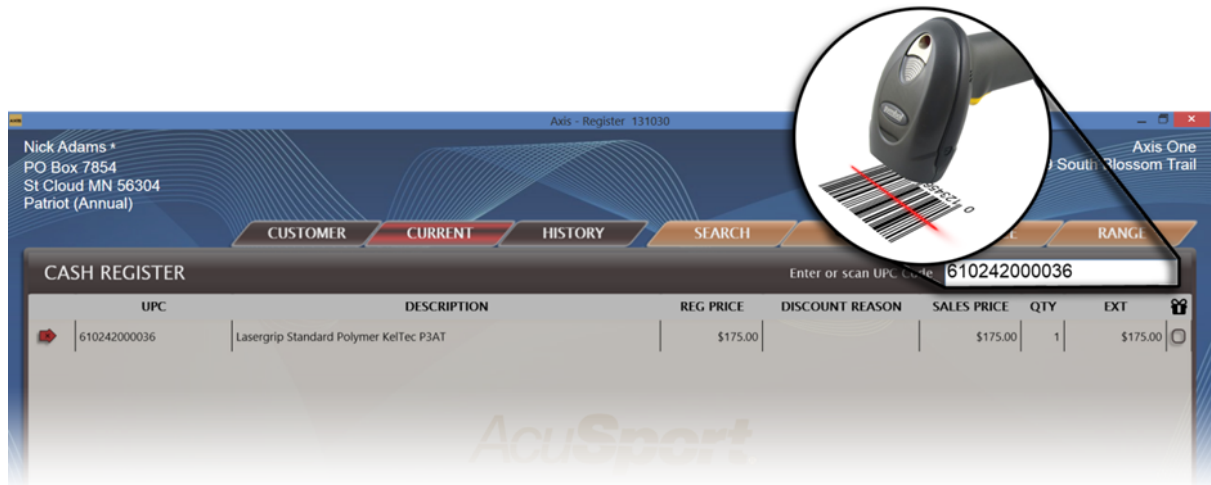 Axis - Register 131030
Nick Adams *
PO Box 7854
St Cloud MN 56304
Patriot (Annual)
Axis One
South Blossom Trail
CUSTOMER CURRENT HISTORY SEARCH RANGE
CASH REGISTER
Enter or scan UPC Code 610242000036
UPC DESCRIPTION REG PRICE DISCOUNT REASON SALES PRICE QTY EXT
610242000036 Lasergrip Standard Polymer KelTec P3AT $175.00 $175.00 1 $175.00
AcuSport